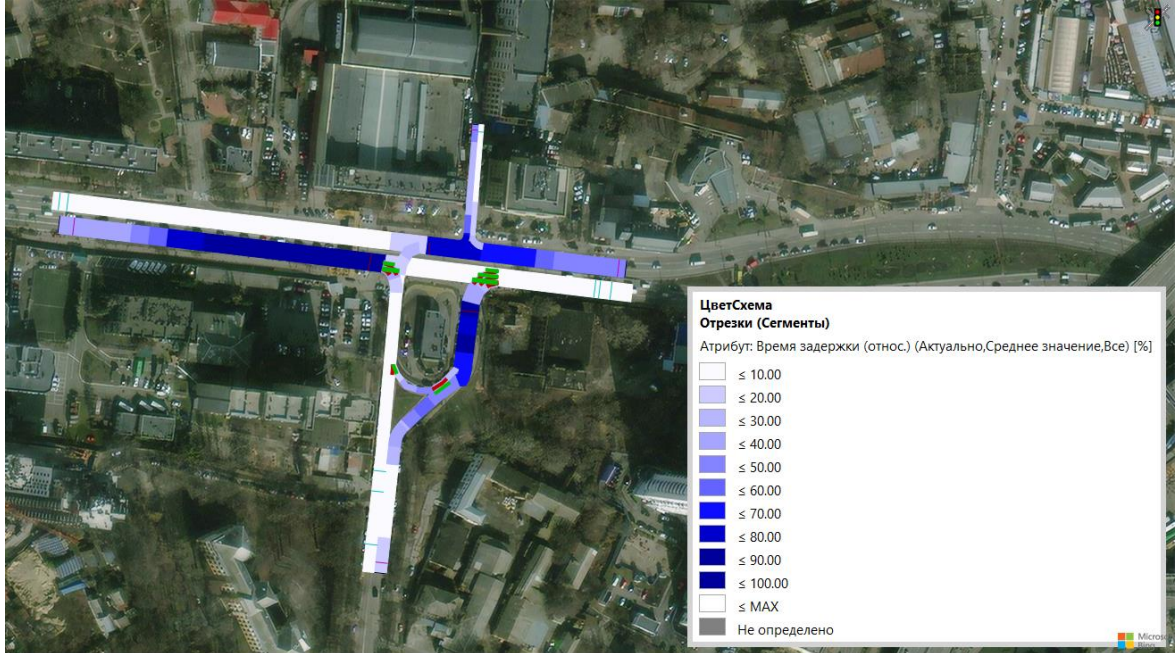 ЦветСхема
Отрезки (Сегменты)
Атрибут: Время задержки (относ.) (Актуально,Среднее значение,Все) [%]
≤ 10.00
≤ 20.00
≤ 30.00
≤ 40.00
≤ 50.00
≤ 60.00
≤ 70.00
≤ 80.00
≤ 90.00
≤ 100.00
≤ MAX
Не определено